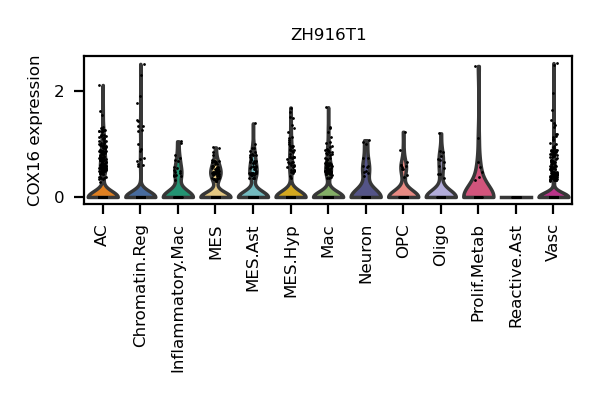 ZH916T1
COX16 expression
2
0
AC
Chromatin.Reg
Inflammatory.Mac
MES
MES.Ast
MES.Hyp
Mac
Neuron
OPC
Oligo
Prolif.Metab
Reactive.Ast
Vasc